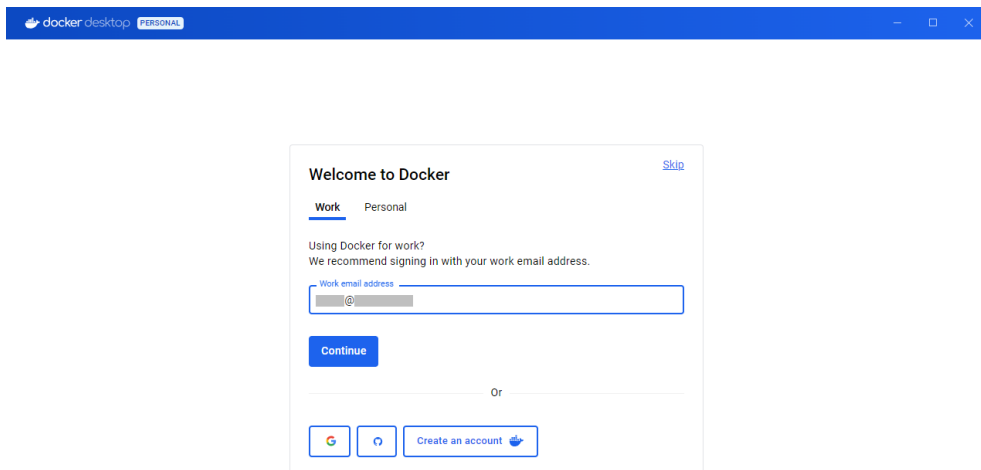 docker desktop PERSONAL
Skip
Welcome to Docker
Work Personal
Using Docker for work?
We recommend signing in with your work email address.
Work email address
@
Continue
Or
Create an account